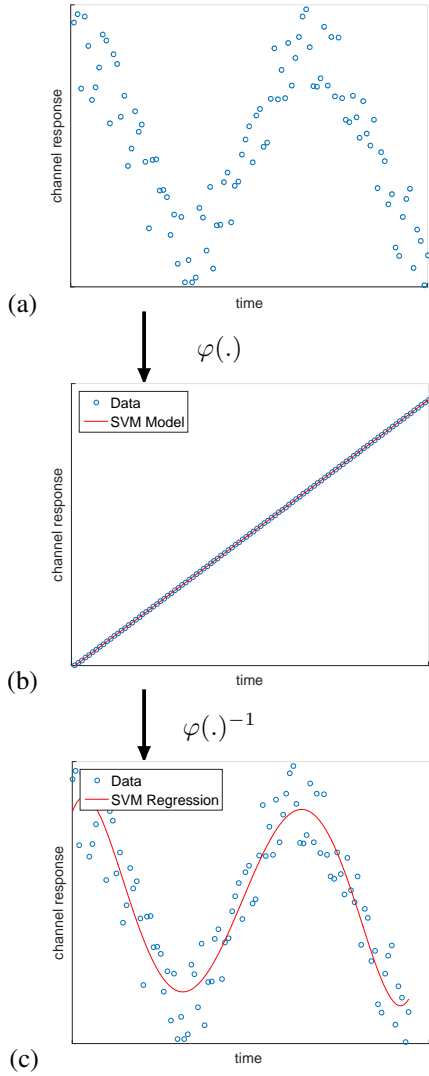 channel response
time
(a)
φ(.)
Data
SVM Model
channel response
time
(b)
φ(.)⁻¹
Data
SVM Regression
channel response
time
(c)